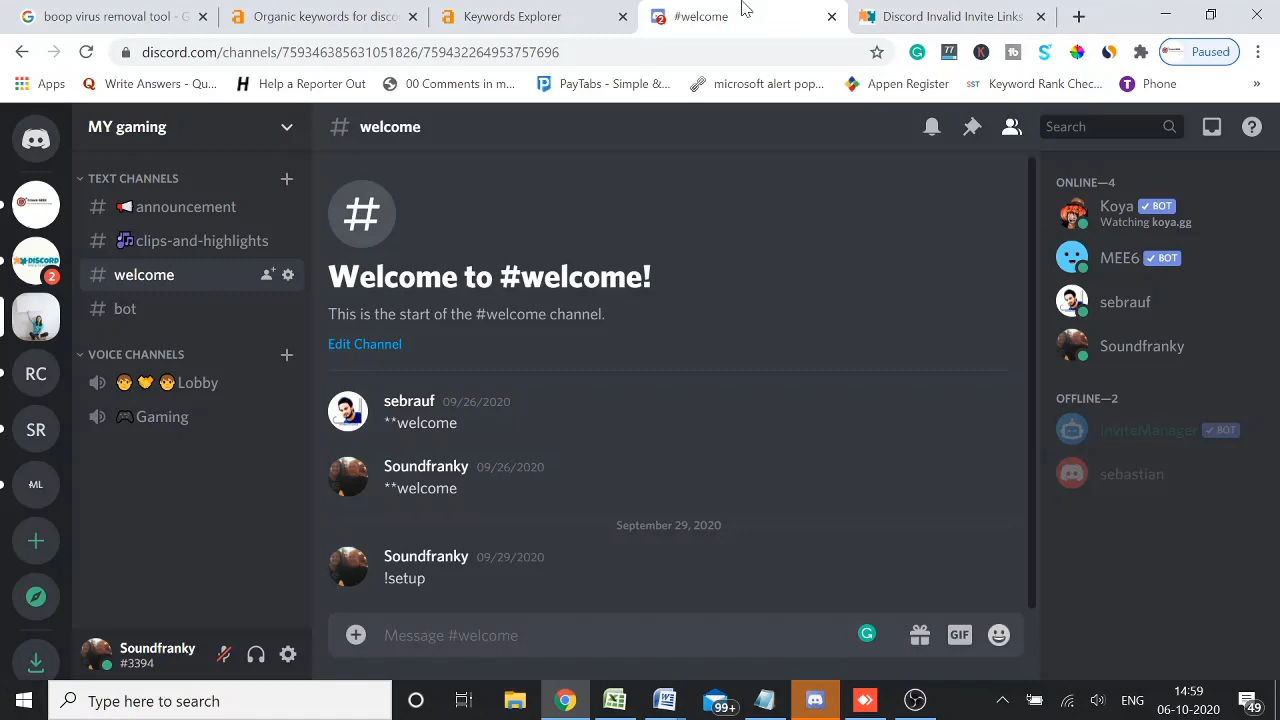 boop virus removal tool - G
Organic keywords for disco
Keywords Explorer
#welcome
Discord Invalid Invite Links
discord.com/channels/759346385631051826/759432264953757696
Paused
Apps
Write Answers - Qu...
Help a Reporter Out
00 Comments in m...
PayTabs - Simple &...
microsoft alert pop...
Appen Register
SST
Keyword Rank Chec...
Phone
»
MY gaming
# welcome
Search
TEXT CHANNELS
# announcement
# clips-and-highlights
# welcome
# bot
VOICE CHANNELS
Lobby
Gaming
2
RC
SR
ML
Welcome to #welcome!
This is the start of the #welcome channel.
Edit Channel
sebrauf 09/26/2020
**welcome
Soundfranky 09/26/2020
**welcome
September 29, 2020
Soundfranky 09/29/2020
!setup
Message #welcome
GIF
ONLINE—4
Koya BOT
Watching koya.gg
MEE6 BOT
sebrauf
Soundfranky
OFFLINE—2
InviteManager BOT
sebastian
Soundfranky
#3394
Type here to search
99+
ENG
14:59
06-10-2020
49